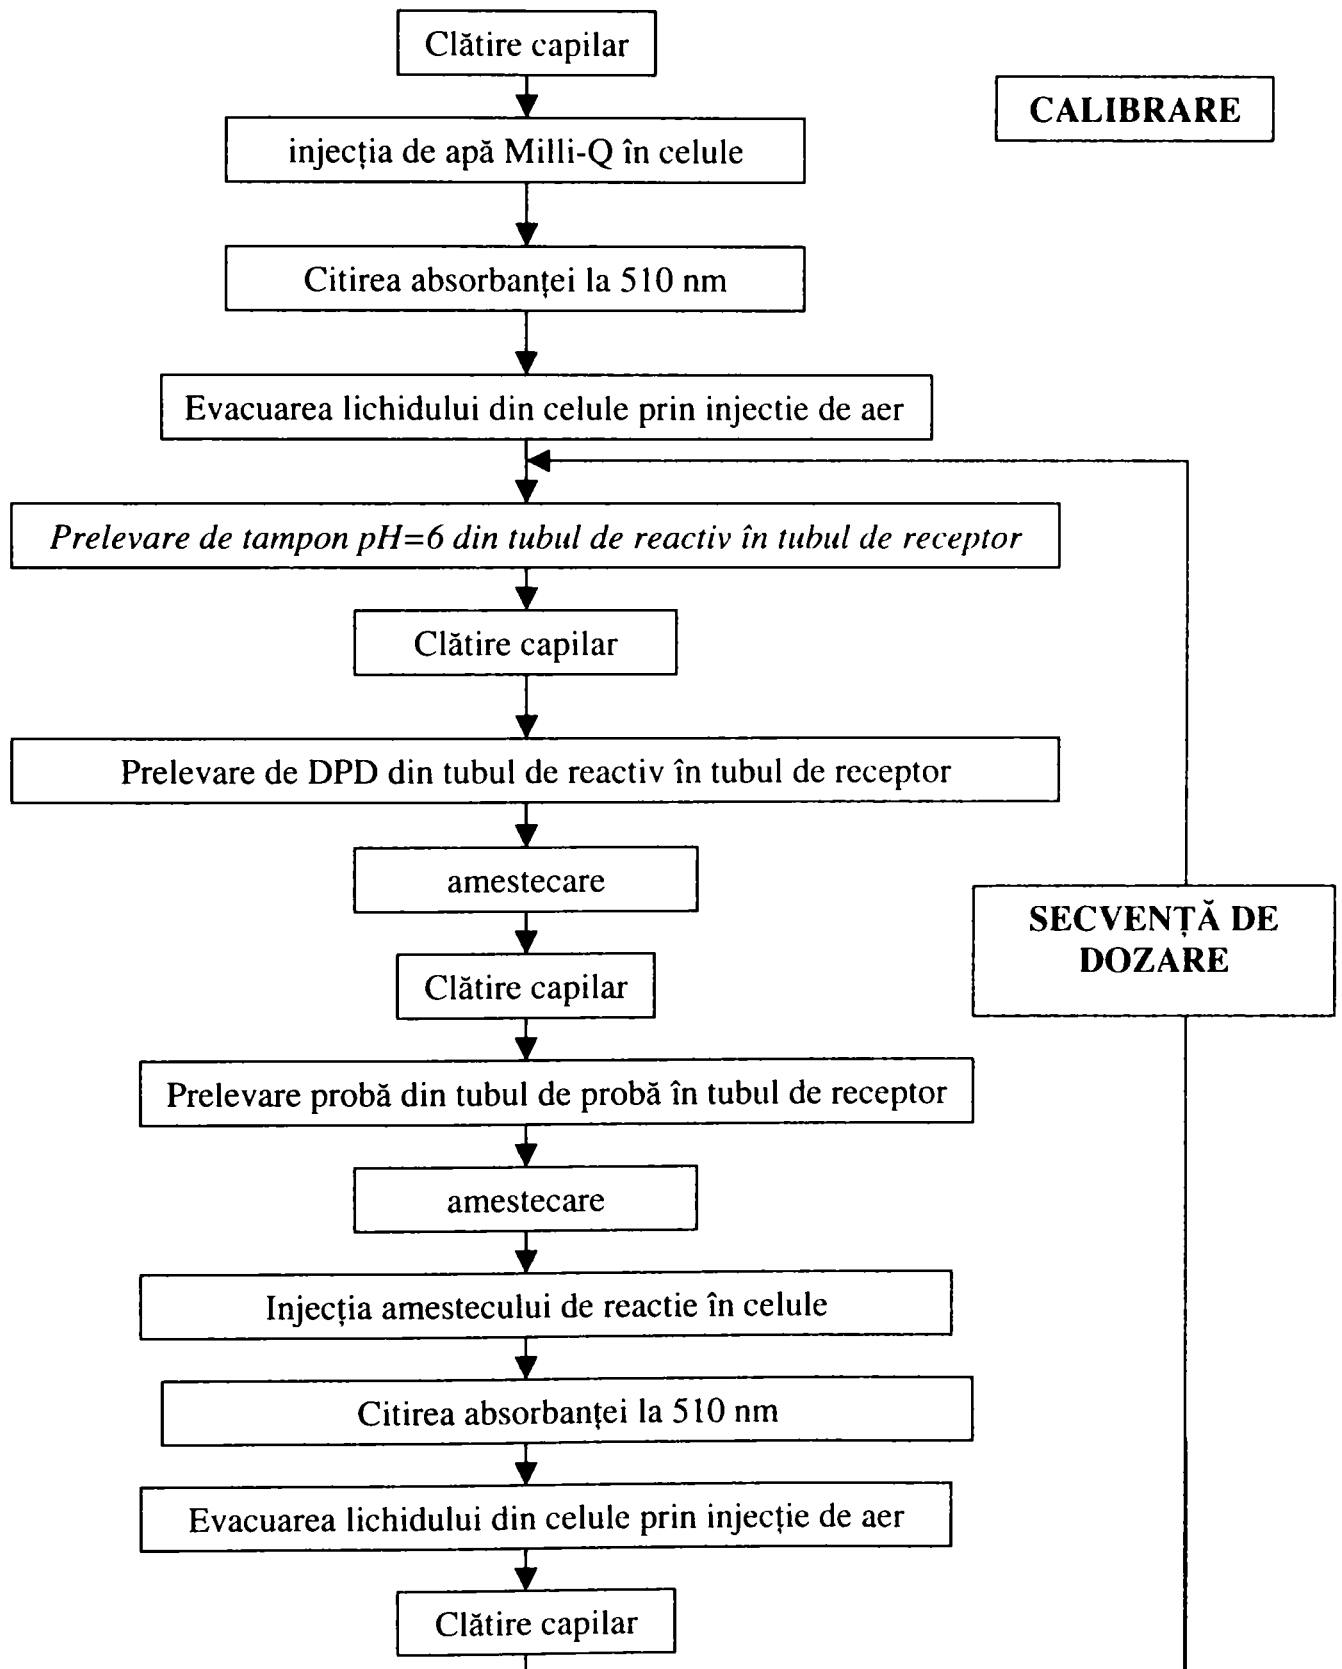 Clătire capilar
CALIBRARE
injecția de apă Milli-Q în celule
Citirea absorbanței la 510 nm
Evacuarea lichidului din celule prin injectie de aer
Prelevare de tampon pH=6 din tubul de reactiv în tubul de receptor
Clătire capilar
Prelevare de DPD din tubul de reactiv în tubul de receptor
amestecare
SECVENȚĂ DE
DOZARE
Clătire capilar
Prelevare probă din tubul de probă în tubul de receptor
amestecare
Injecția amestecului de reactie în celule
Citirea absorbanței la 510 nm
Evacuarea lichidului din celule prin injecție de aer
Clătire capilar